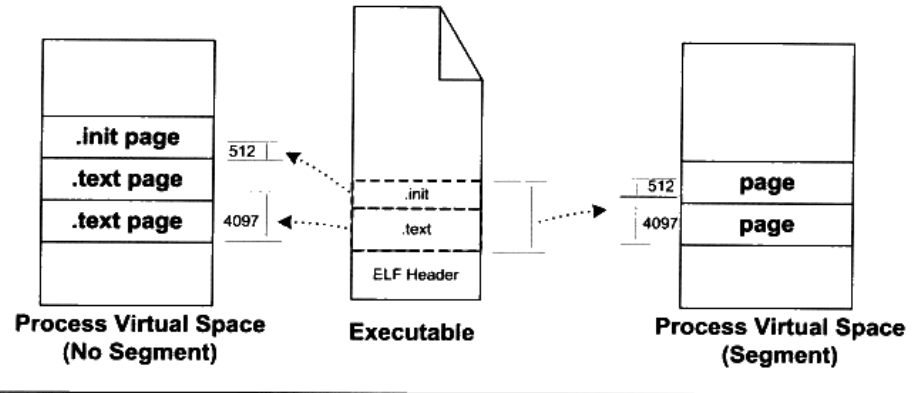 .init page
.text page
.text page
512
4097
Process Virtual Space
(No Segment)
.init
.text
ELF Header
Executable
512
4097
page
page
Process Virtual Space
(Segment)